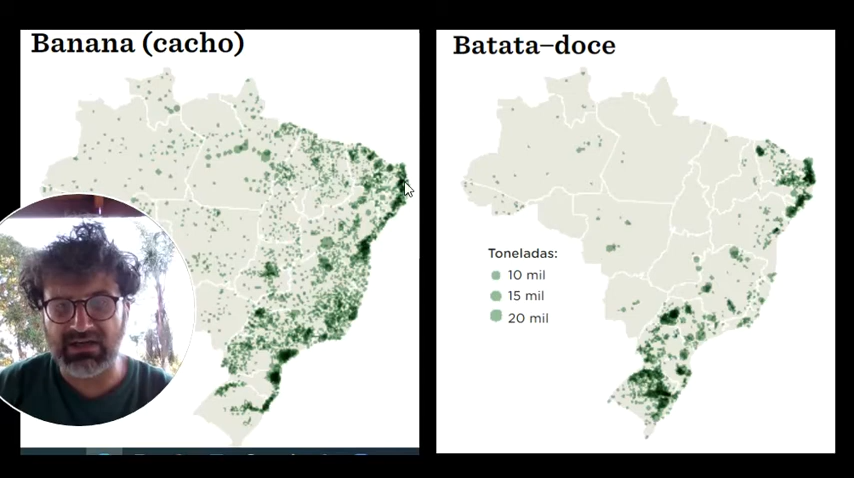 Banana (cacho)
Batata–doce
Toneladas:
10 mil
15 mil
20 mil